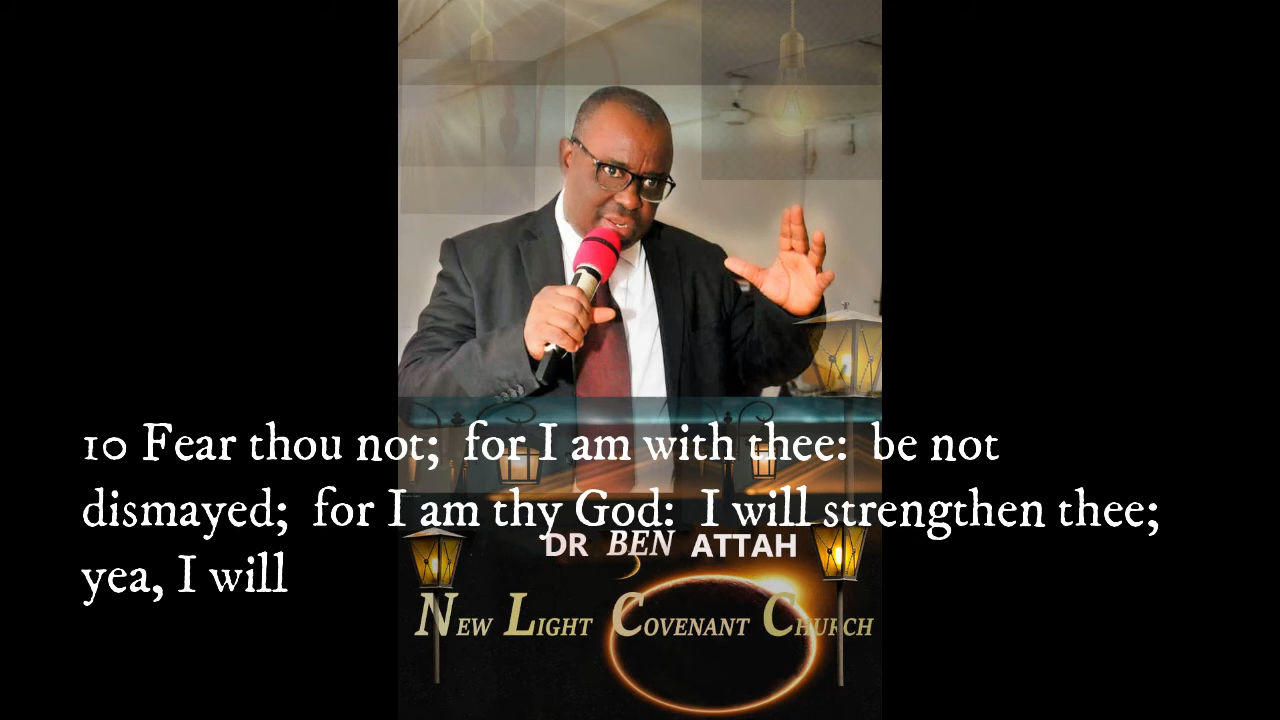 10 Fear thou not; for I am with thee: be not
dismayed; for I am thy God: I will strengthen thee;
yea, I will
DR BEN ATTAH
NEW LIGHT COVENANT CHURCH